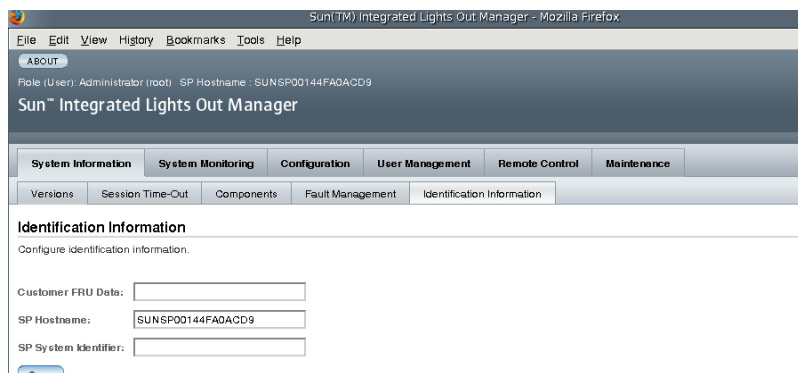 Sun(TM) Integrated Lights Out Manager - Mozilla Firefox
File Edit View History Bookmarks Tools Help
ABOUT
Role (User): Administrator (root) SP Hostname : SUNSP00144FA0ACD9
Sun™ Integrated Lights Out Manager
System Information System Monitoring Configuration User Management Remote Control Maintenance
Versions Session Time-Out Components Fault Management Identification Information
Identification Information
Configure identification information.
Customer FRU Data:
SP Hostname: SUNSP00144FA0ACD9
SP System Identifier: